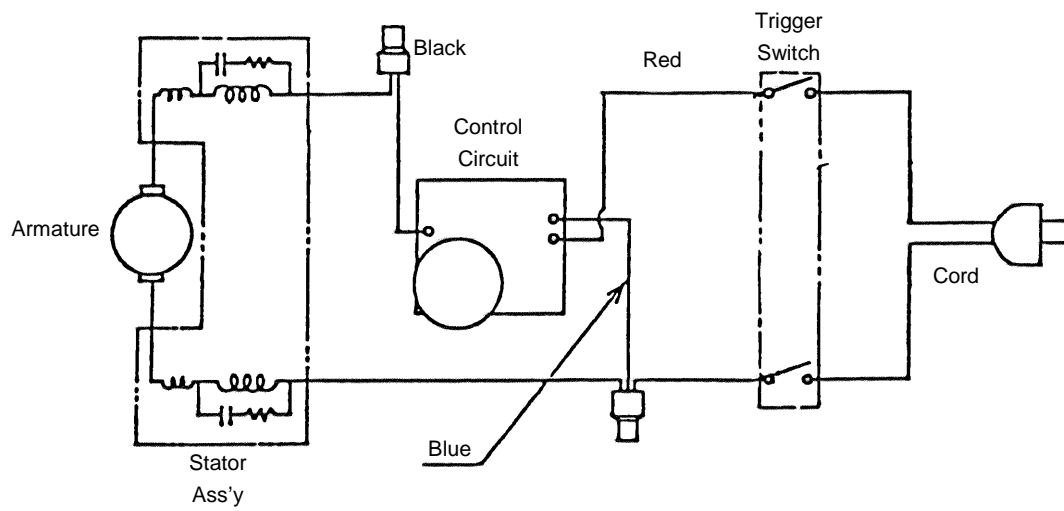 Trigger
Switch
Black
Red
Control
Circuit
Armature
Cord
Blue
Stator
Ass'y